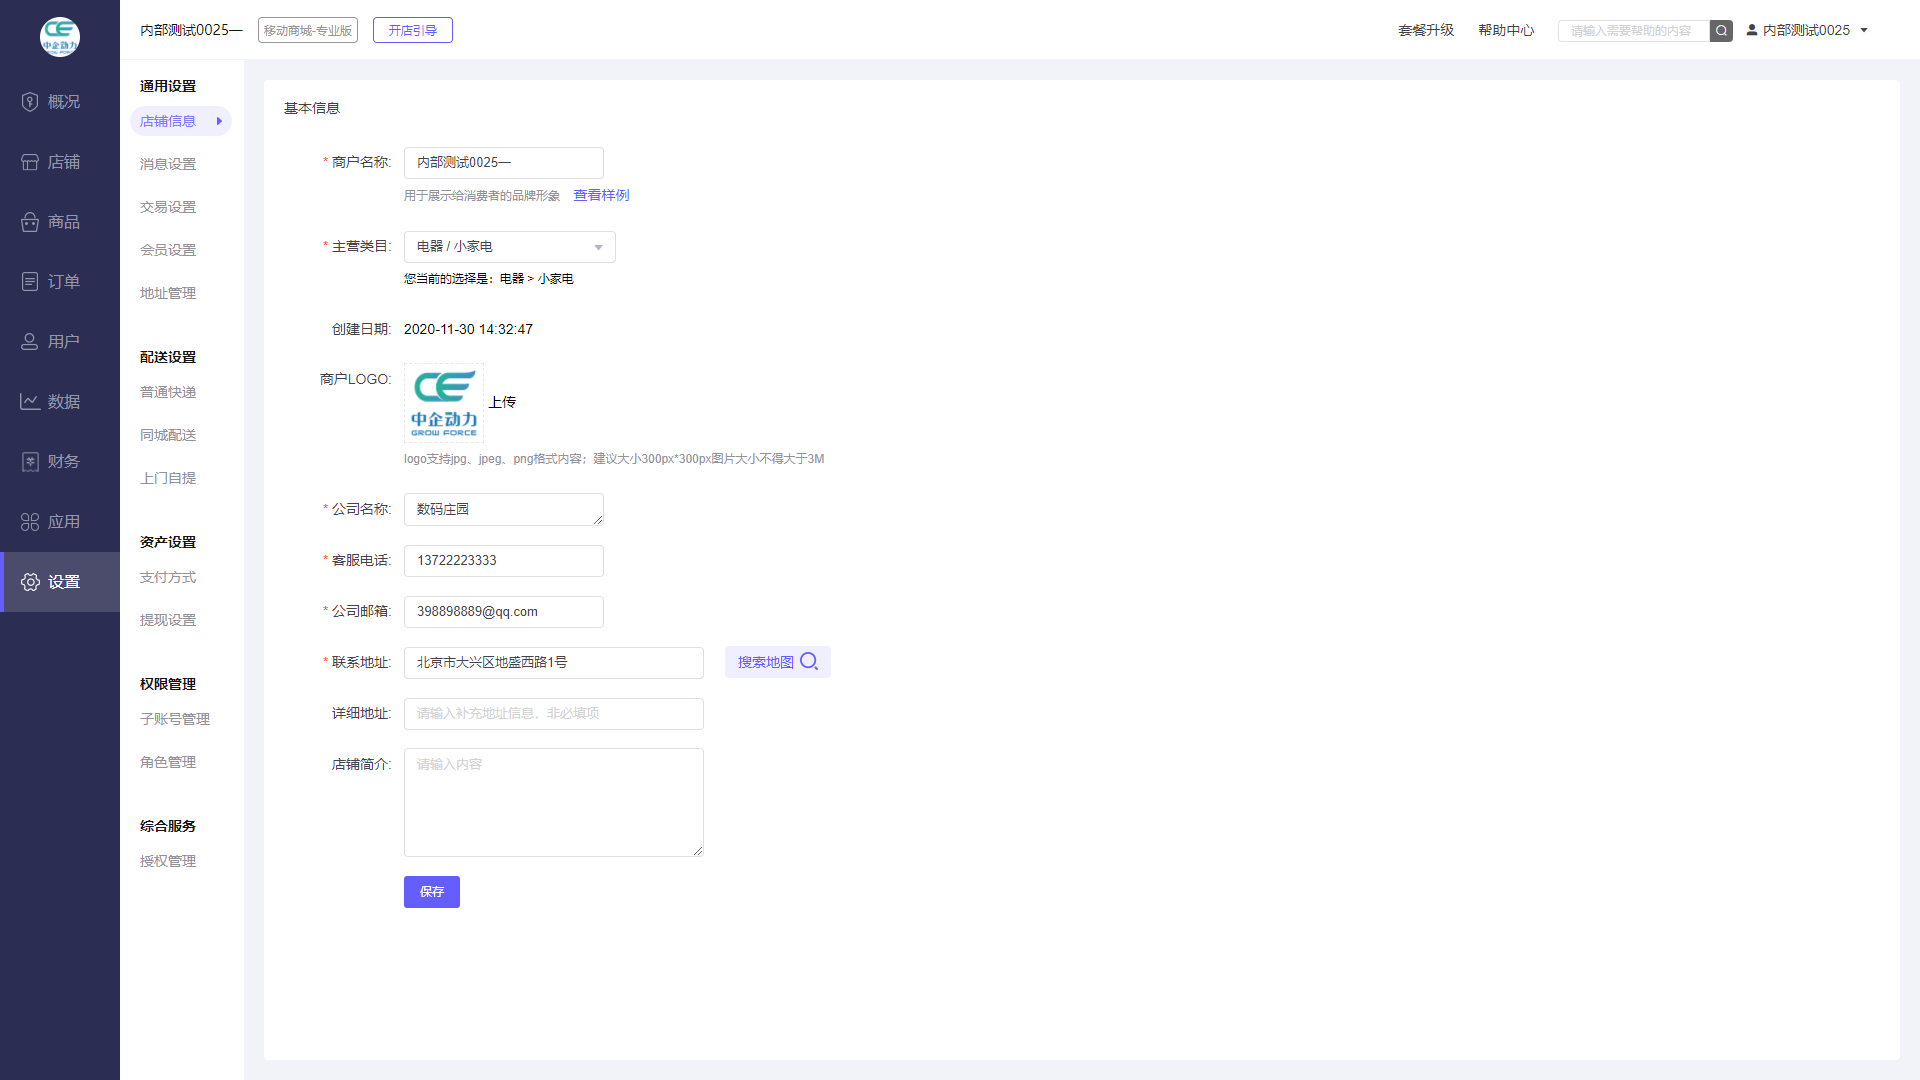 内部测试0025—
移动商城-专业版
开店引导
套餐升级
帮助中心
请输入需要帮助的内容
内部测试0025
CE
中企动力
GROW FORCE
概况
店铺
商品
订单
用户
数据
财务
应用
设置
通用设置
店铺信息
消息设置
交易设置
会员设置
地址管理
配送设置
普通快递
同城配送
上门自提
资产设置
支付方式
提现设置
权限管理
子账号管理
角色管理
综合服务
授权管理
基本信息
* 商户名称: 内部测试0025—
用于展示给消费者的品牌形象 查看样例
* 主营类目: 电器 / 小家电
您当前的选择是：电器 > 小家电
创建日期: 2020-11-30 14:32:47
商户LOGO:
CE
中企动力
GROW FORCE
上传
logo支持jpg、jpeg、png格式内容；建议大小300px*300px图片大小不得大于3M
* 公司名称: 数码庄园
* 客服电话: 13722223333
* 公司邮箱: 398898889@qq.com
* 联系地址: 北京市大兴区地盛西路1号 搜索地图
详细地址: 请输入补充地址信息，非必填项
店铺简介: 请输入内容
保存